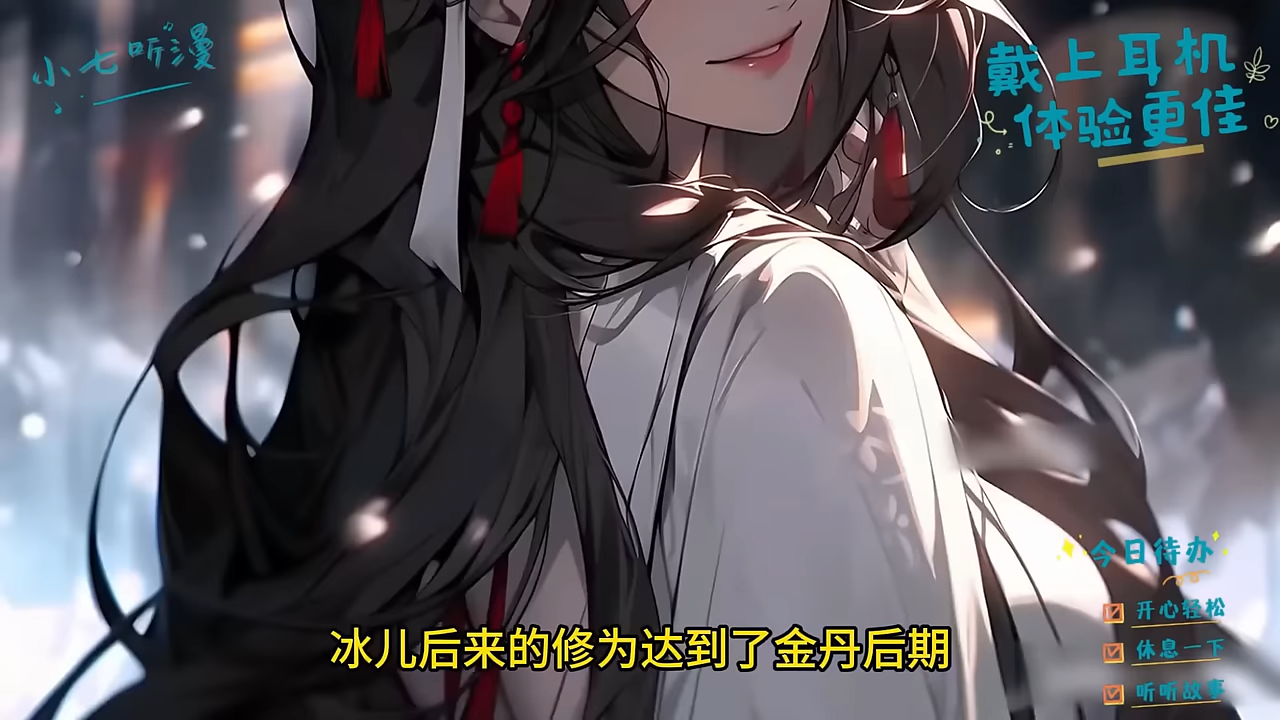 小七听漫
戴上耳机
体验更佳
今日待办
开心轻松
休息一下
听听故事
冰儿后来的修为达到了金丹后期